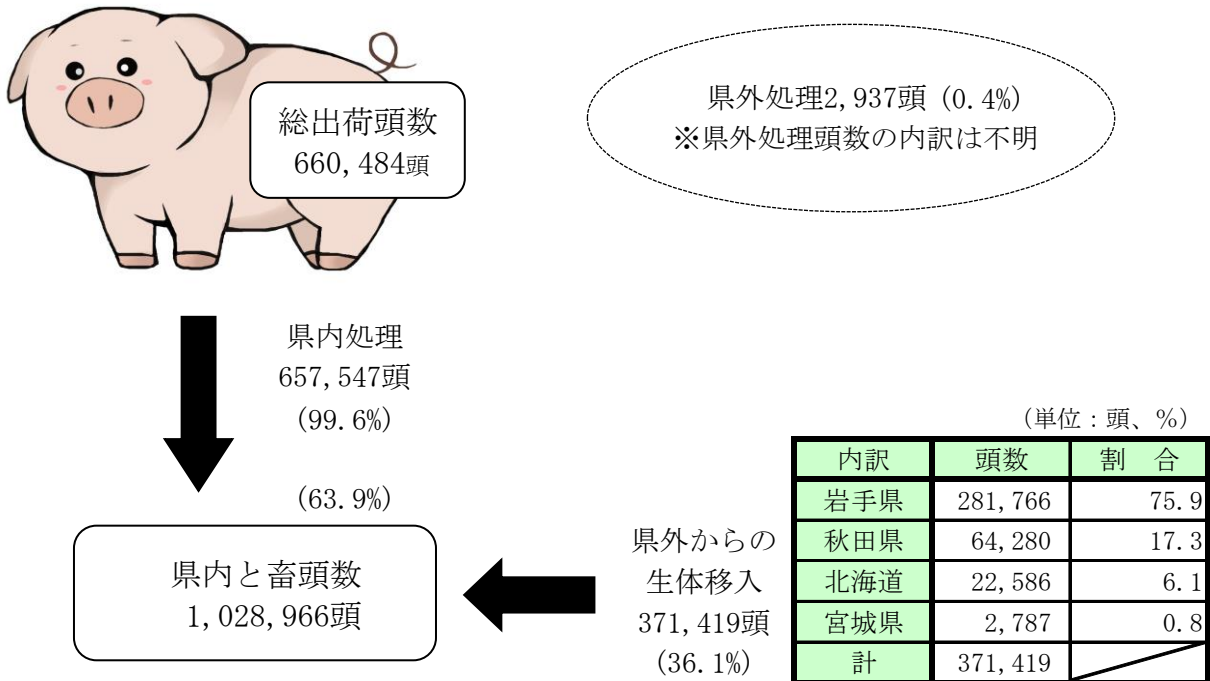 総出荷頭数
660,484頭
県外処理2,937頭 (0.4%)
※県外処理頭数の内訳は不明
県内処理
657,547頭
(99.6%)
(63.9%)
県内と畜頭数
1,028,966頭
県外からの
生体移入
371,419頭
(36.1%)
(単位:頭、%)
内訳 頭数 割 合
岩手県 281,766 75.9
秋田県 64,280 17.3
北海道 22,586 6.1
宮城県 2,787 0.8
計 371,419